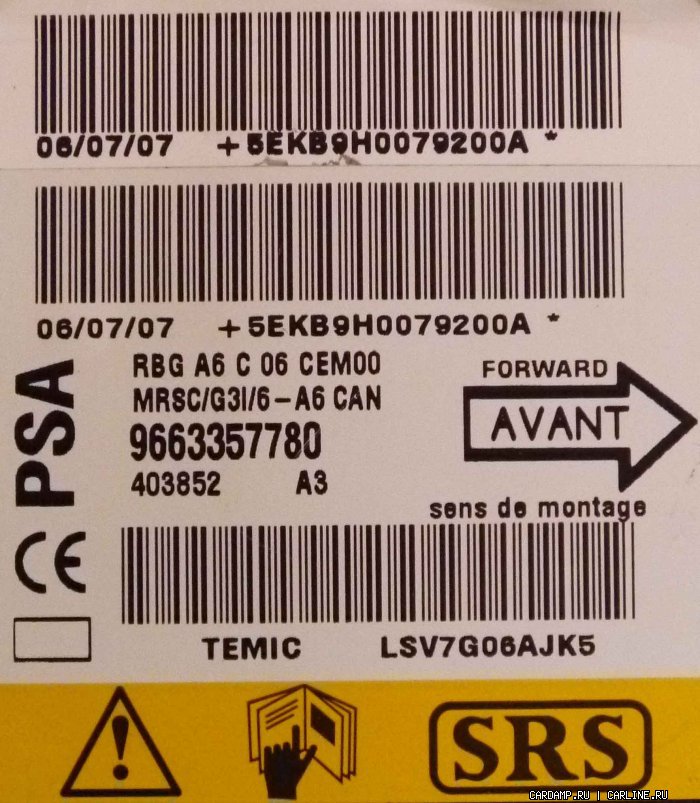 06/07/07 +5EKB9H0079200A *
06/07/07 +5EKB9H0079200A *
PSA
RBG A6 C 06 CEM00
MRSC/G3I/6-A6 CAN
9663357780
403852 A3
FORWARD
AVANT
sens de montage
CE
TEMIC LSV7G06AJK5
SRS
CARDAMP.RU | CARLINE.RU